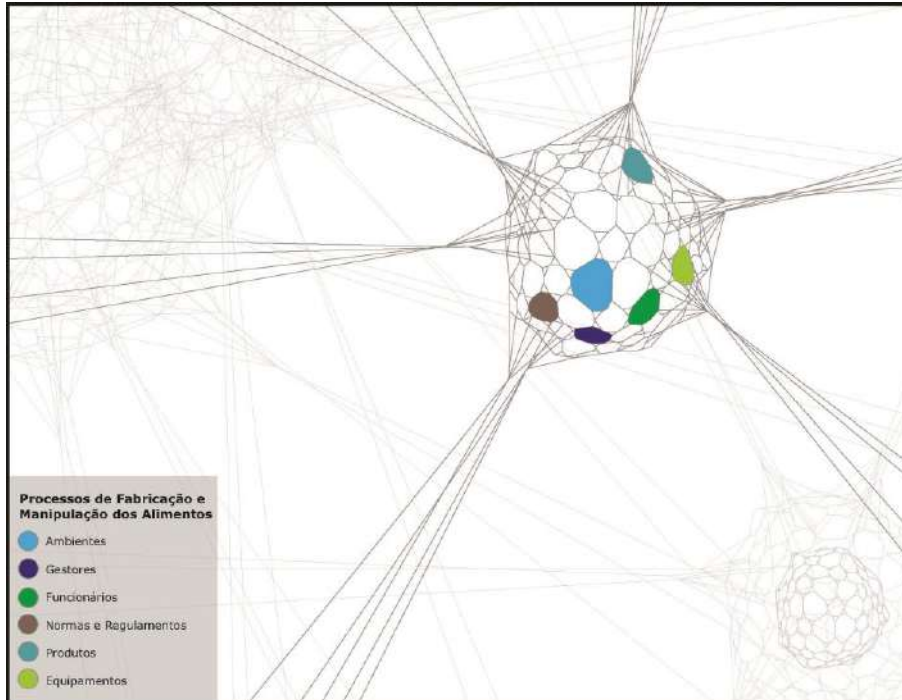 Processos de Fabricação e
Manipulação dos Alimentos
Ambientes
Gestores
Funcionários
Normas e Regulamentos
Produtos
Equipamentos